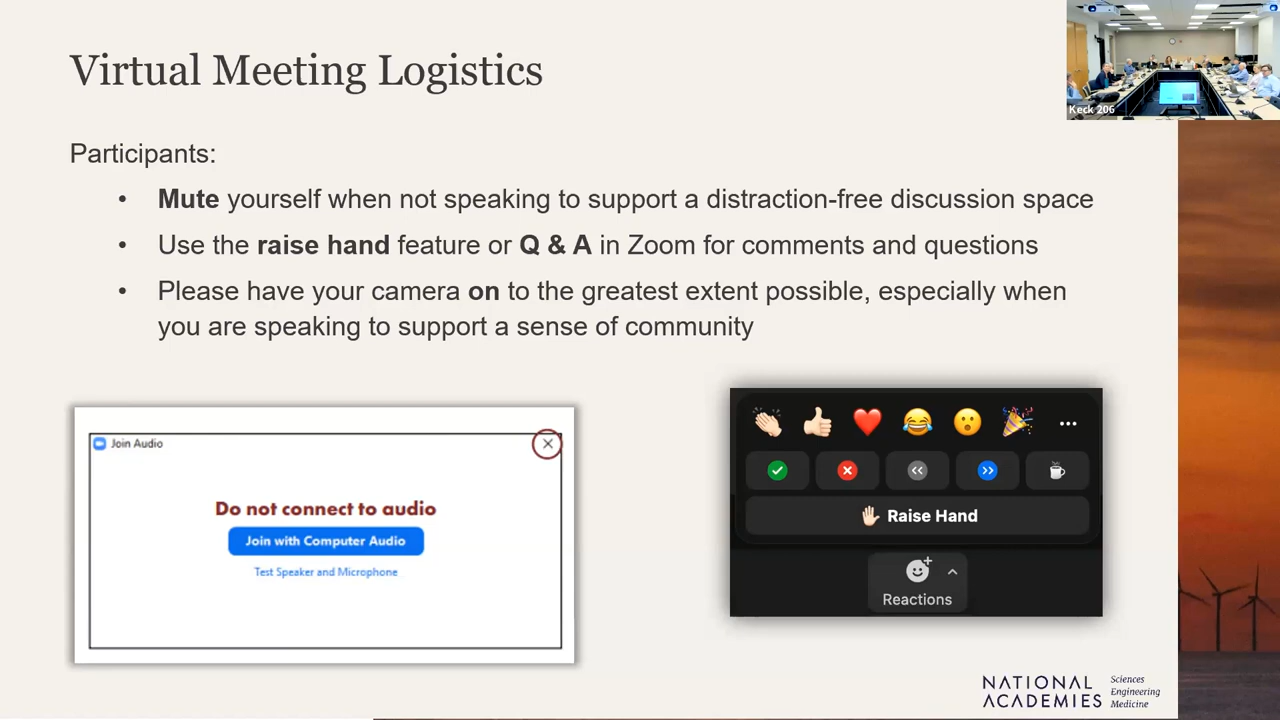 Virtual Meeting Logistics
Keck 206
Participants:
• Mute yourself when not speaking to support a distraction-free discussion space
• Use the raise hand feature or Q & A in Zoom for comments and questions
• Please have your camera on to the greatest extent possible, especially when
you are speaking to support a sense of community
Join Audio
Do not connect to audio
Join with Computer Audio
Test Speaker and Microphone
Raise Hand
Reactions
NATIONAL ACADEMIES
Sciences
Engineering
Medicine